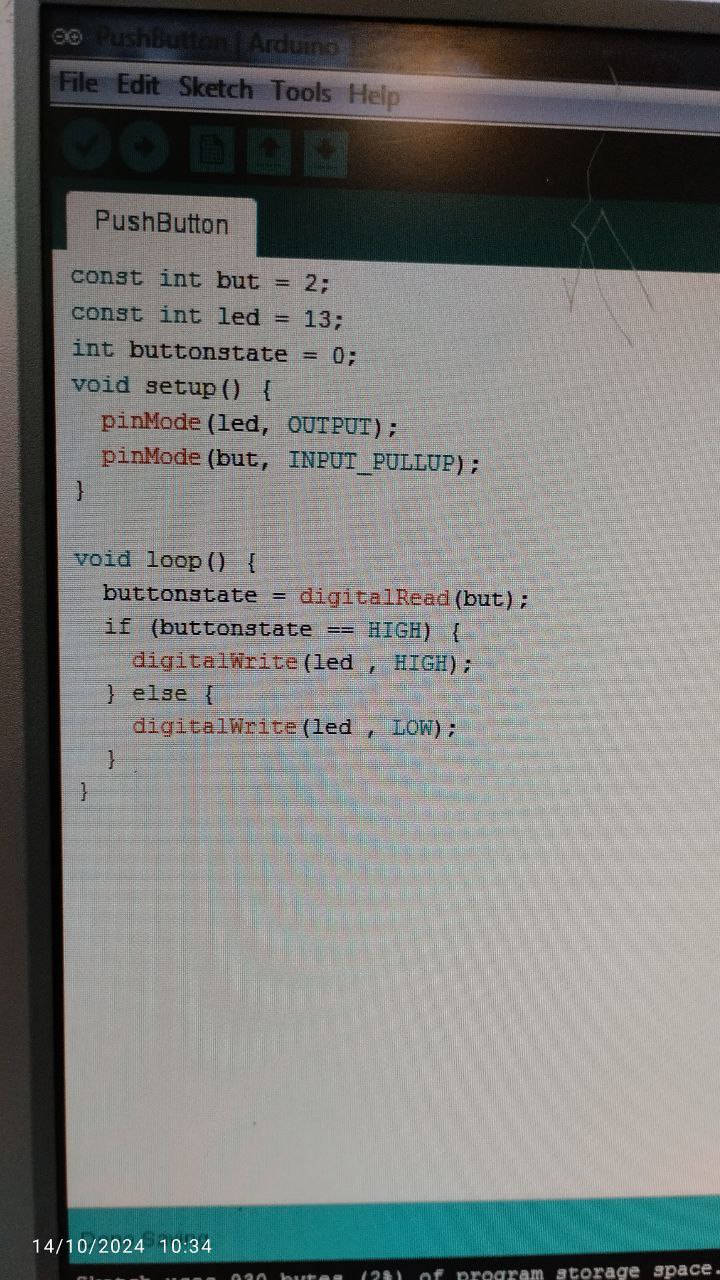 PushButton | Arduino 1
File Edit Sketch Tools Help
PushButton
const int but = 2;
const int led = 13;
int buttonstate = 0;
void setup() {
  pinMode(led, OUTPUT);
  pinMode(but, INPUT_PULLUP);
}

void loop() {
  buttonstate = digitalRead(but);
  if (buttonstate == HIGH) {
    digitalWrite(led , HIGH);
  } else {
    digitalWrite(led , LOW);
  }
}
14/10/2024 10:34
Sketch uses 930 bytes (2%) of program storage space.